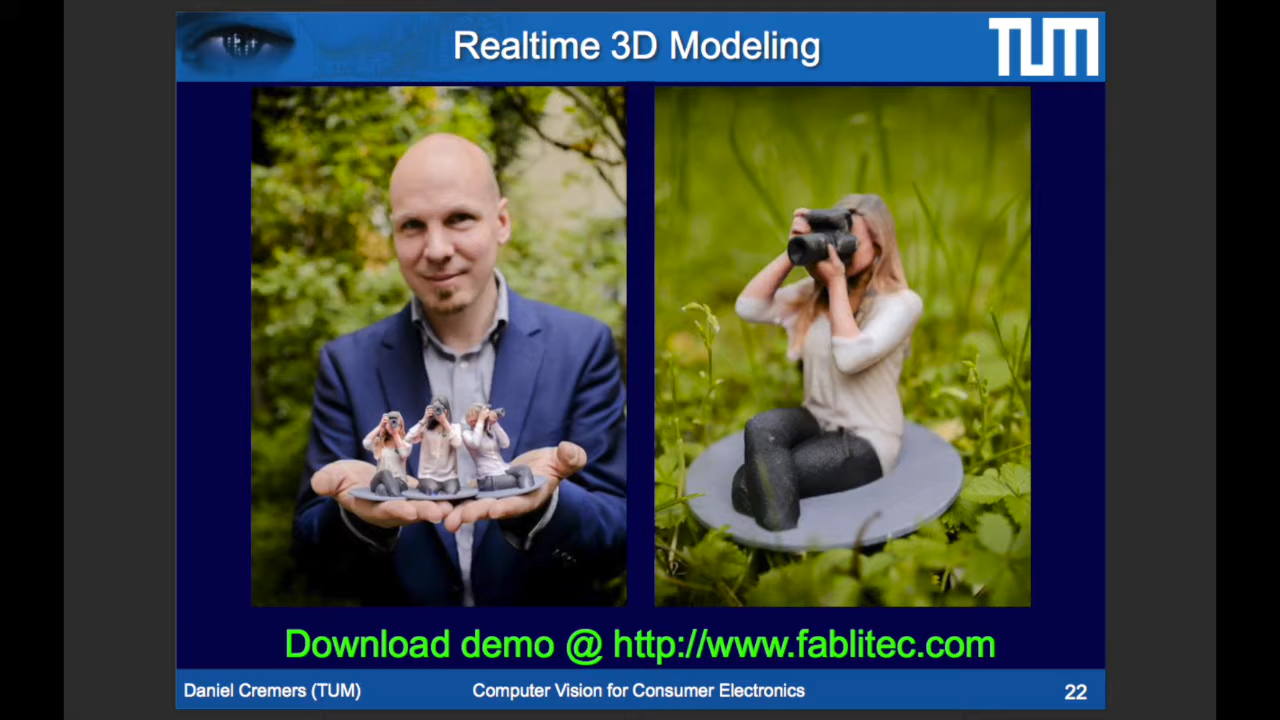 Realtime 3D Modeling
TUM
Download demo @ http://www.fablitec.com
Daniel Cremers (TUM)
Computer Vision for Consumer Electronics
22